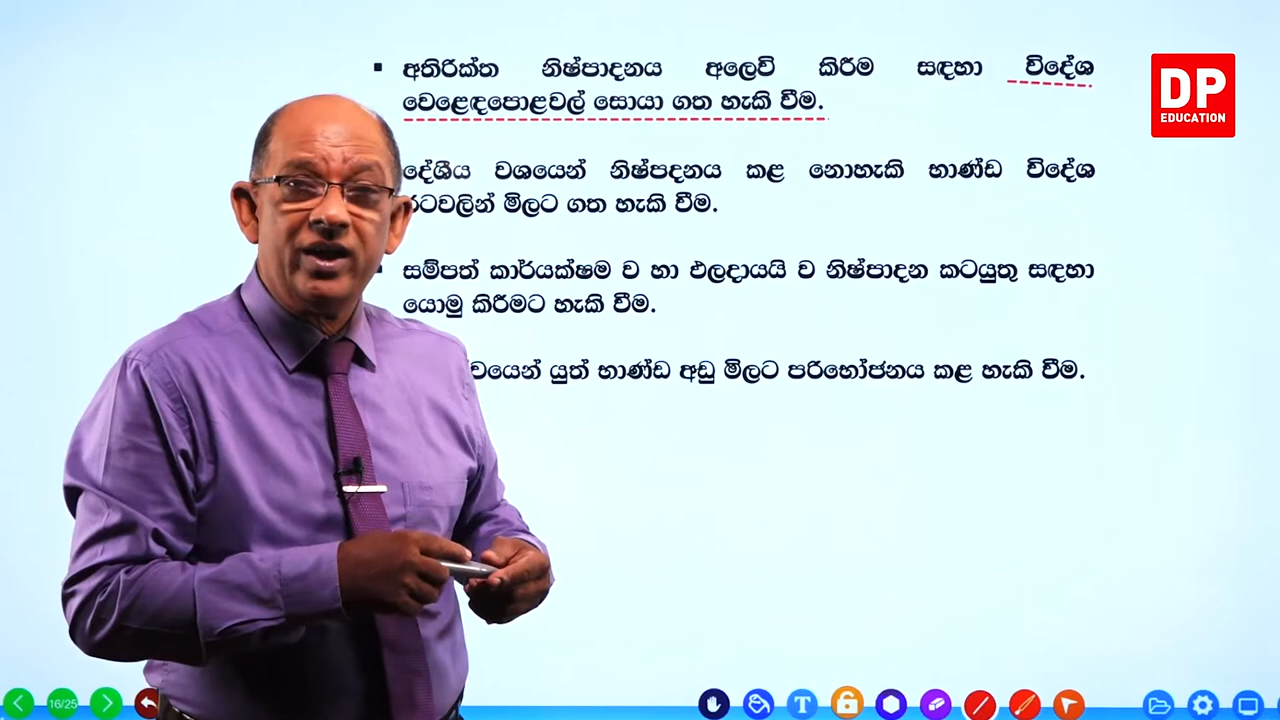 ▪ අතිරික්ත නිෂ්පාදනය අලෙවි කිරීම සඳහා විදේශ
වෙළෙඳපොළවල් සොයා ගත හැකි වීම.
DP
EDUCATION
දේශීය වශයෙන් නිෂ්පදනය කළ නොහැකි භාණ්ඩ විදේශ
රටවලින් මිලට ගත හැකි වීම.
සම්පත් කාර්යක්ෂම ව හා ඵලදායයි ව නිෂ්පාදන කටයුතු සඳහා
යොමු කිරීමට හැකි වීම.
යුත් භාණ්ඩ අඩු මිලට පරිභෝජනය කළ හැකි වීම.
16/25
T